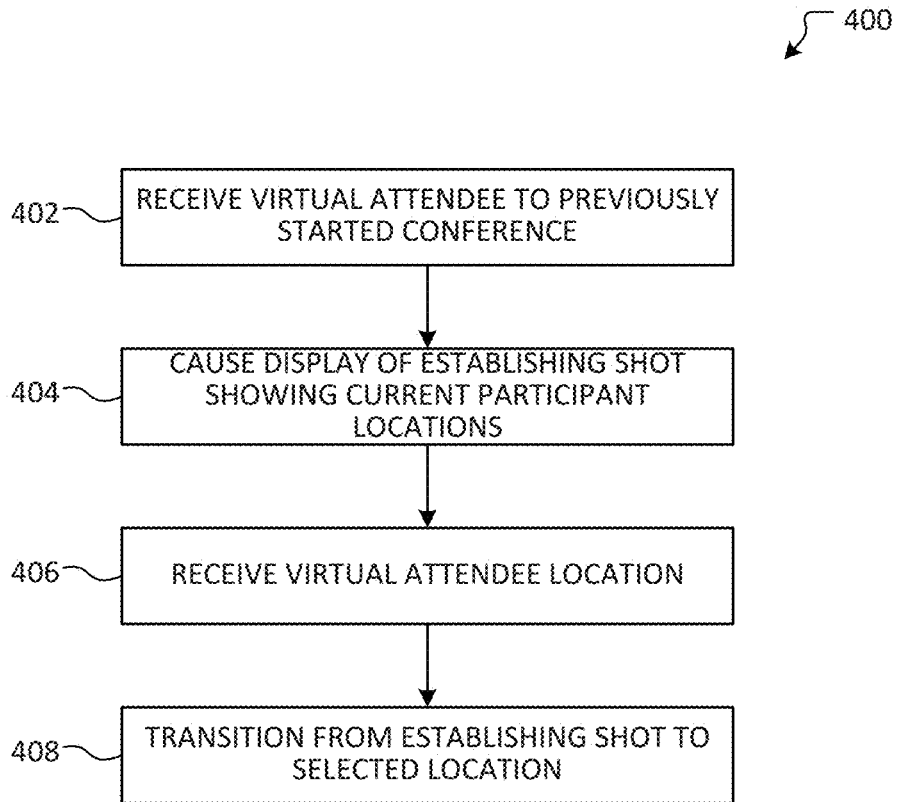 400
402
RECEIVE VIRTUAL ATTENDEE TO PREVIOUSLY
STARTED CONFERENCE
404
CAUSE DISPLAY OF ESTABLISHING SHOT
SHOWING CURRENT PARTICIPANT
LOCATIONS
406
RECEIVE VIRTUAL ATTENDEE LOCATION
408
TRANSITION FROM ESTABLISHING SHOT TO
SELECTED LOCATION